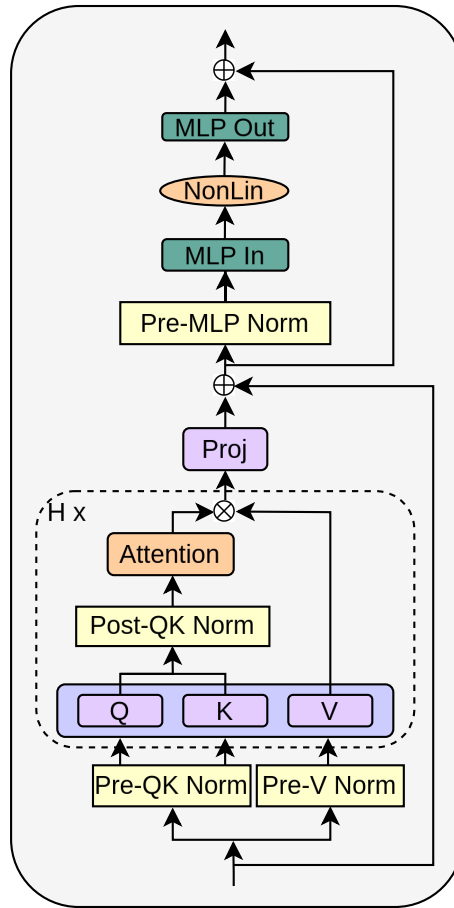 MLP Out
NonLin
MLP In
Pre-MLP Norm
Proj
H x
Attention
Post-QK Norm
Q K V
Pre-QK Norm Pre-V Norm